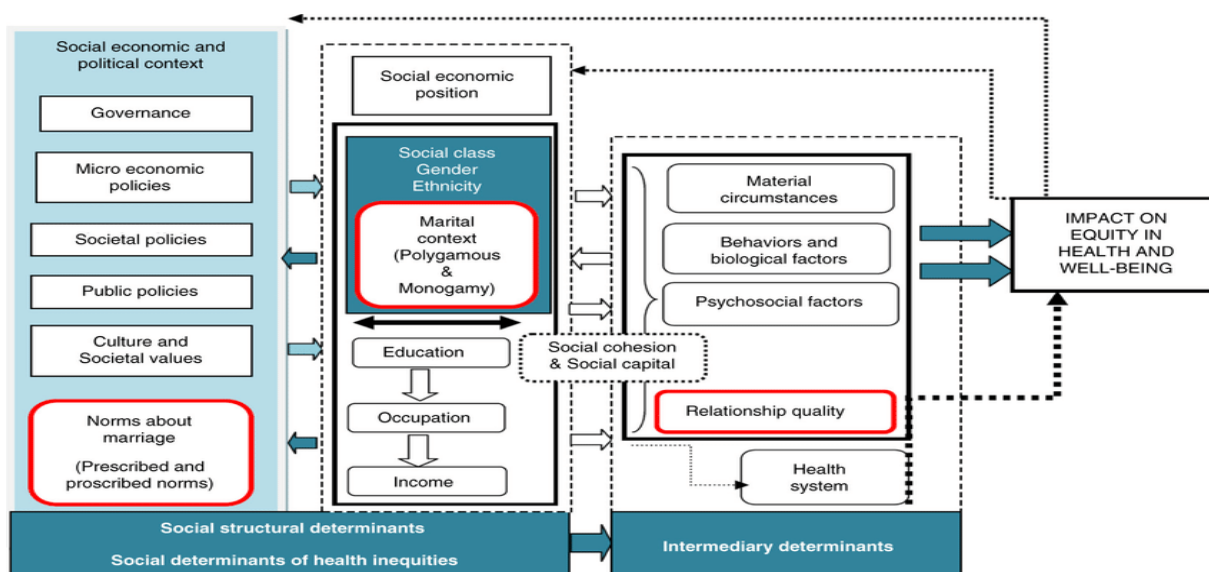 Social economic and
political context
Governance
Micro economic
policies
Societal policies
Public policies
Culture and
Societal values
Norms about
marriage
(Prescribed and
proscribed norms)
Social economic
position
Social class
Gender
Ethnicity
Marital
context
(Polygamous
&
Monogamy)
Education
Occupation
Income
Social cohesion
& Social capital
Material
circumstances
Behaviors and
biological factors
Psychosocial factors
Relationship quality
Health
system
IMPACT ON
EQUITY IN
HEALTH AND
WELL-BEING
Social structural determinants
Social determinants of health inequities
Intermediary determinants